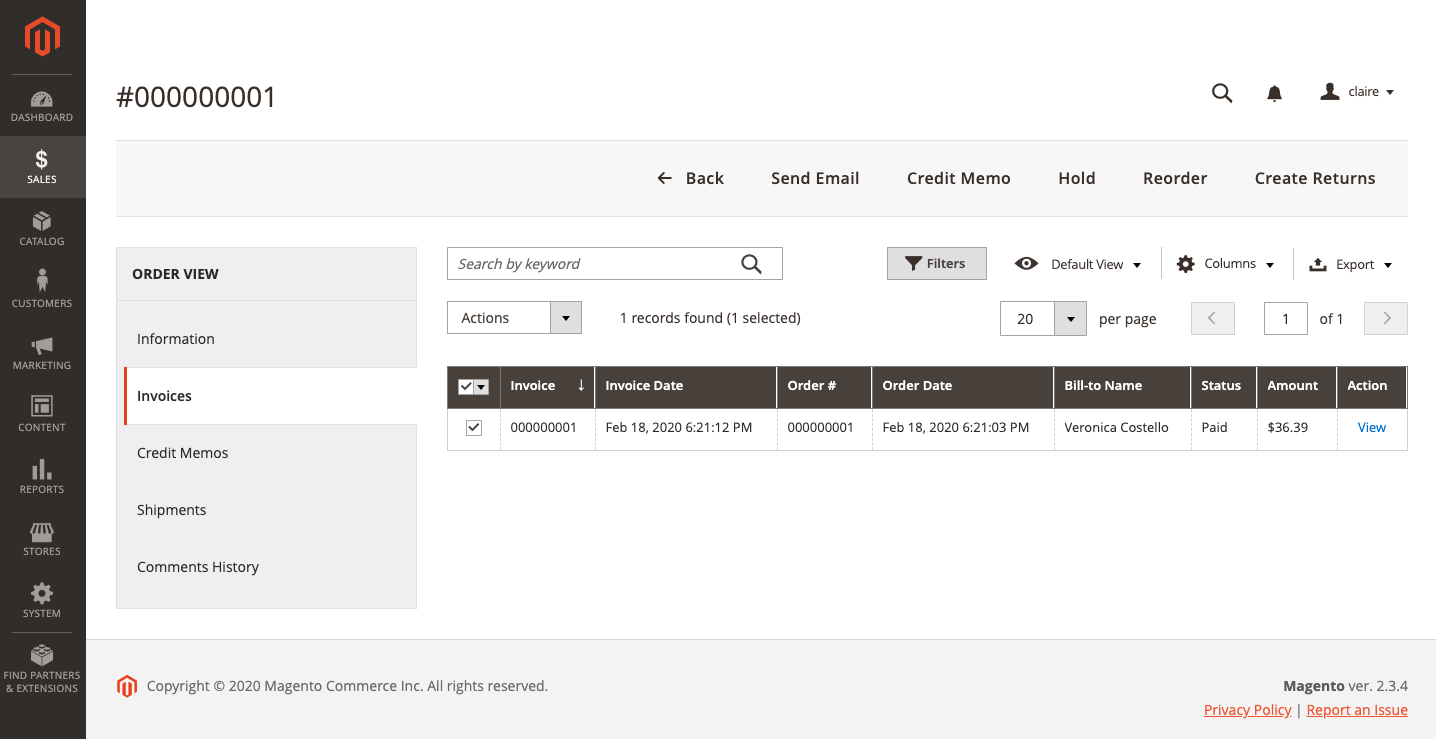 #000000001
claire
DASHBOARD
SALES
CATALOG
CUSTOMERS
MARKETING
CONTENT
REPORTS
STORES
SYSTEM
FIND PARTNERS
& EXTENSIONS
Back Send Email Credit Memo Hold Reorder Create Returns
ORDER VIEW
Information
Invoices
Credit Memos
Shipments
Comments History
Search by keyword Filters Default View Columns Export
Actions 1 records found (1 selected) 20 per page 1 of 1
Invoice ↓ Invoice Date Order # Order Date Bill-to Name Status Amount Action
000000001 Feb 18, 2020 6:21:12 PM 000000001 Feb 18, 2020 6:21:03 PM Veronica Costello Paid $36.39 View
Copyright © 2020 Magento Commerce Inc. All rights reserved.
Magento ver. 2.3.4
Privacy Policy | Report an Issue